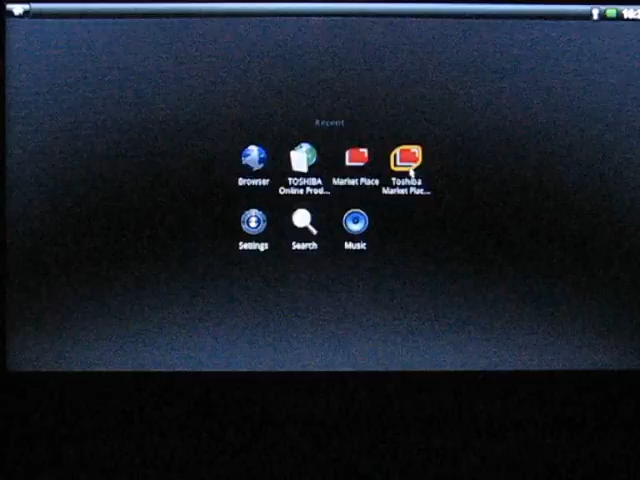 Recent
Browser
TOSHIBA
Online Prod...
Market Place
Toshiba
Market Plac...
Settings
Search
Music